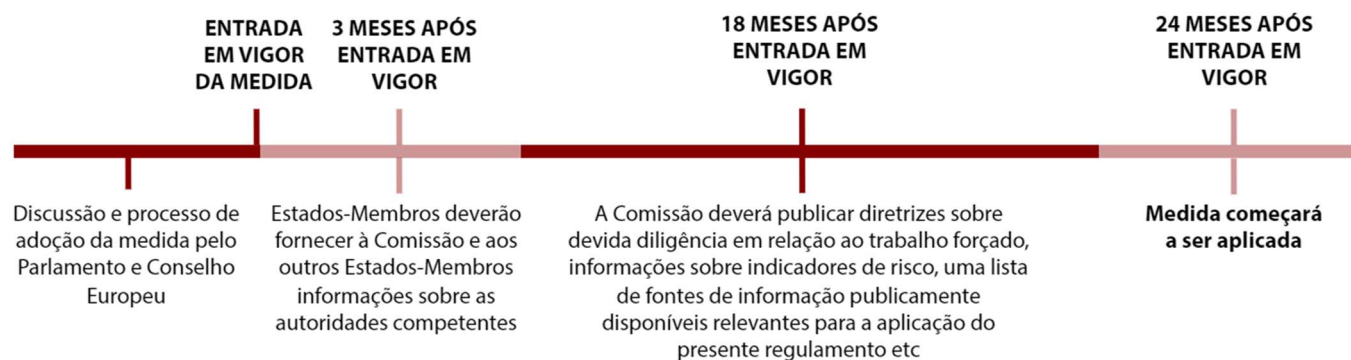 ENTRADA
EM VIGOR
DA MEDIDA
3 MESES APÓS
ENTRADA EM
VIGOR
18 MESES APÓS
ENTRADA EM
VIGOR
24 MESES APÓS
ENTRADA EM
VIGOR
Discussão e processo de
adoção da medida pelo
Parlamento e Conselho
Europeu
Estados-Membros deverão
fornecer à Comissão e aos
outros Estados-Membros
informações sobre as
autoridades competentes
A Comissão deverá publicar diretrizes sobre
devida diligência em relação ao trabalho forçado,
informações sobre indicadores de risco, uma lista
de fontes de informação publicamente
disponíveis relevantes para a aplicação do
presente regulamento etc
Medida começará
a ser aplicada